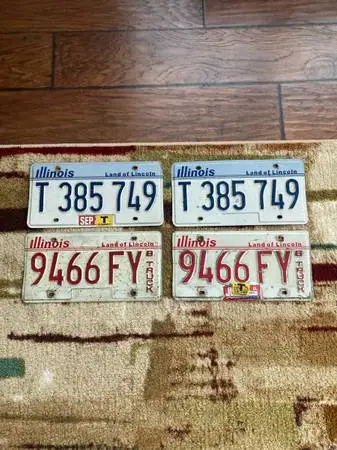 Illinois
Land of Lincoln
T 385 749
SEP T
Illinois
Land of Lincoln
T 385 749
Illinois
Land of Lincoln
9466 FY B TRUCK
Illinois
Land of Lincoln
9466 FY B TRUCK
T